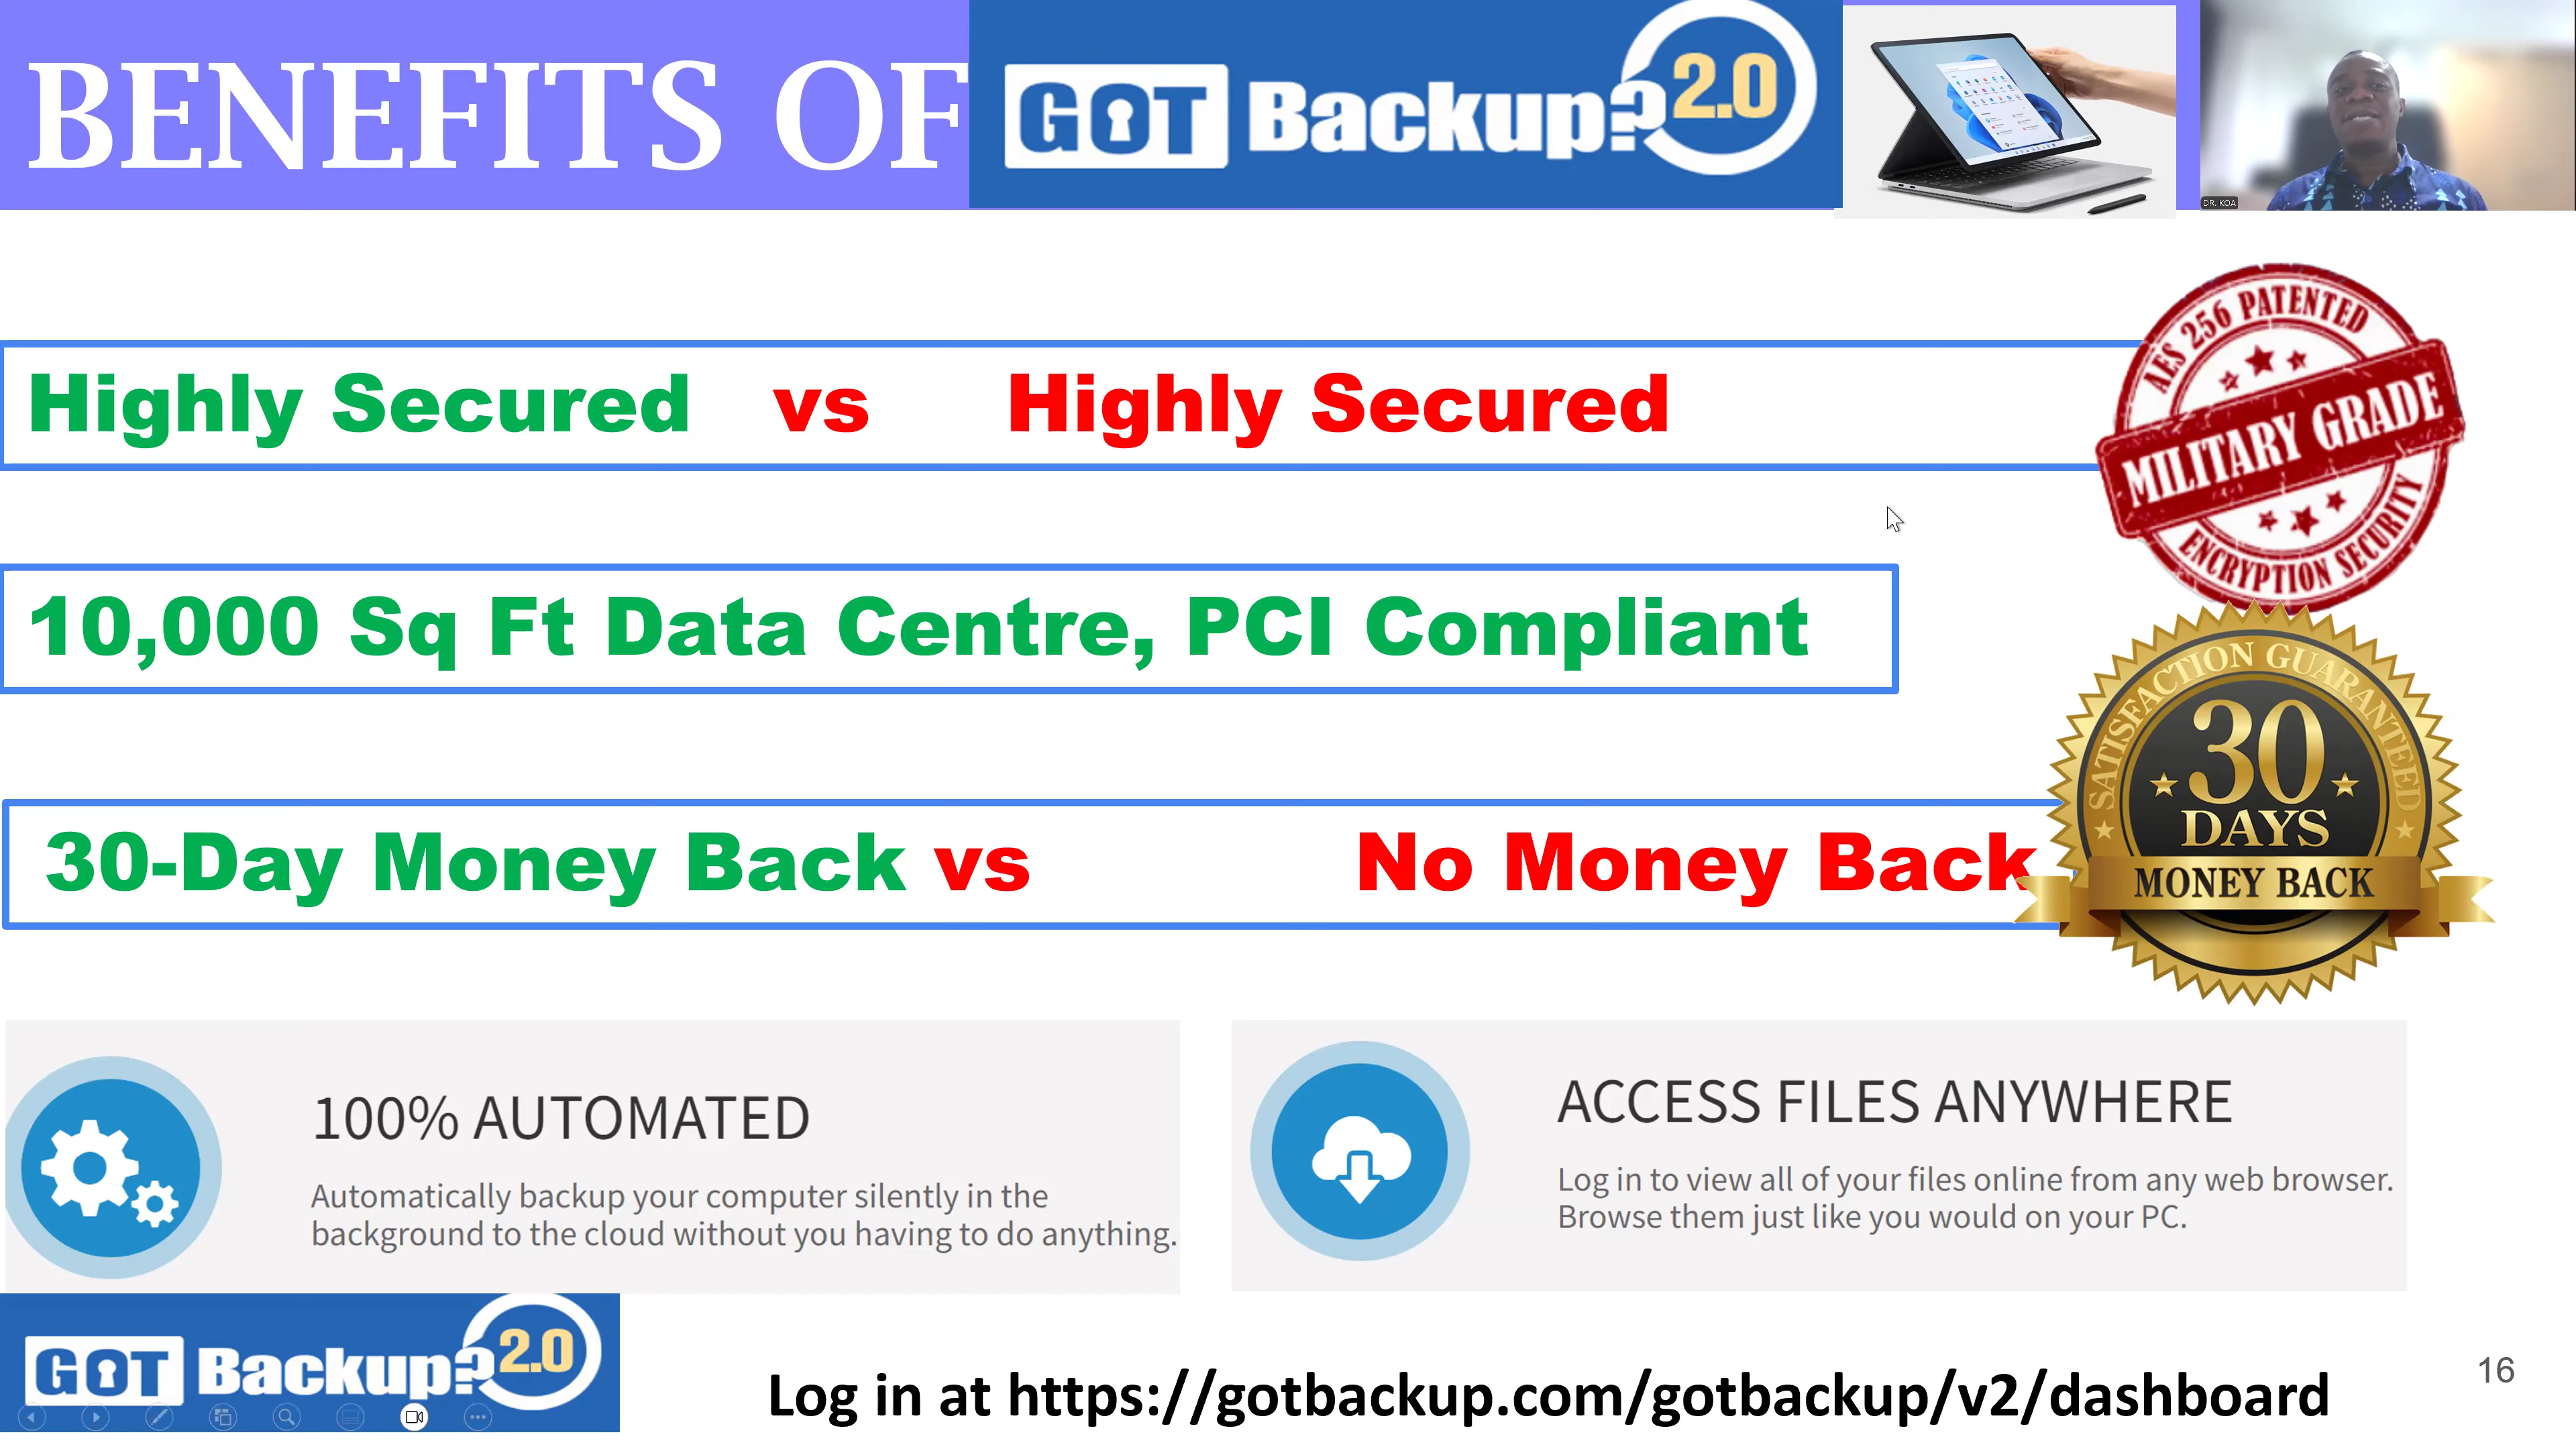 BENEFITS OF
GOT Backup? 2.0
DR. KOA
Highly Secured vs Highly Secured
AES 256 PATENTED
MILITARY GRADE
ENCRYPTION SECURITY
10,000 Sq Ft Data Centre, PCI Compliant
SATISFACTION GUARANTEED
30
DAYS
MONEY BACK
30-Day Money Back vs No Money Back
100% AUTOMATED
Automatically backup your computer silently in the
background to the cloud without you having to do anything.
ACCESS FILES ANYWHERE
Log in to view all of your files online from any web browser.
Browse them just like you would on your PC.
GOT Backup? 2.0
Log in at https://gotbackup.com/gotbackup/v2/dashboard
16